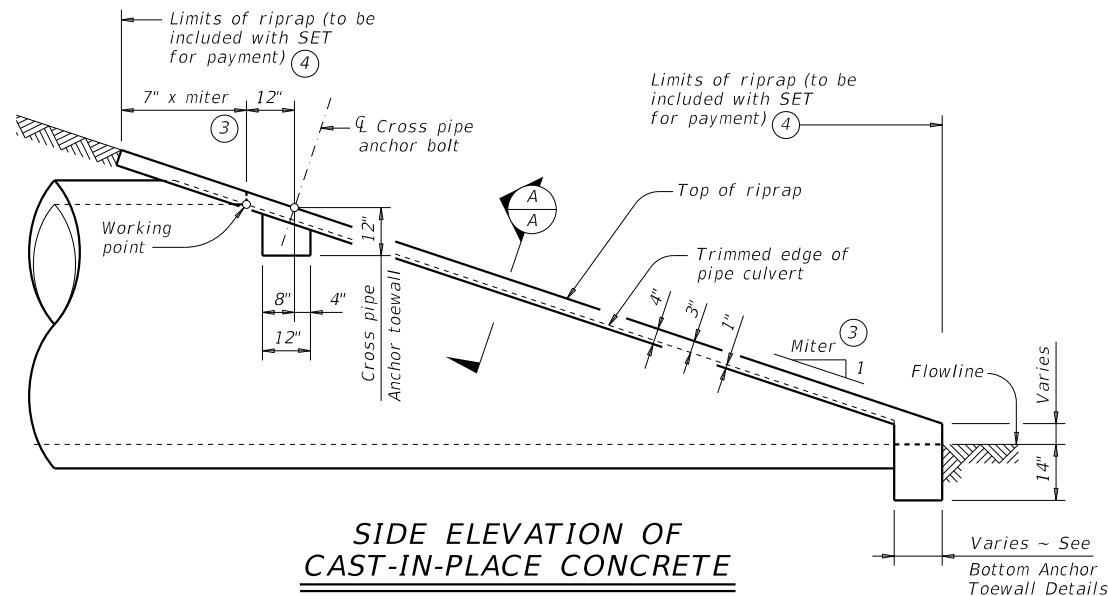 Limits of riprap (to be
included with SET
for payment) 4
7" x miter
12"
3
℄ Cross pipe
anchor bolt
Limits of riprap (to be
included with SET
for payment) 4
Working
point
12"
Cross pipe
Anchor toewall
8"
4"
12"
A
A
Top of riprap
Trimmed edge of
pipe culvert
4"
3"
1"
Miter 3
1
Flowline
Varies
14"
Varies ~ See
Bottom Anchor
Toewall Details
SIDE ELEVATION OF
CAST-IN-PLACE CONCRETE